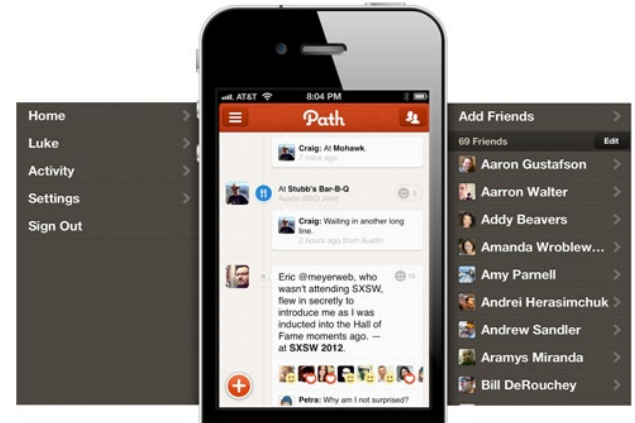 Home
Luke
Activity
Settings
Sign Out
AT&T 8:04 PM
Path
Craig: At Mohawk.
7 mins ago
At Stubb's Bar-B-Q
Austin BBQ Joint
3
Craig: Waiting in another long
line.
2 hours ago from Austin
Eric @meyerweb, who
wasn't attending SXSW,
flew in secretly to
introduce me as I was
inducted into the Hall of
Fame moments ago. —
at SXSW 2012.
13
Petra: Why am I not surprised?
Add Friends
69 Friends Edit
Aaron Gustafson
Aarron Walter
Addy Beavers
Amanda Wroblew...
Amy Parnell
Andrei Herasimchuk
Andrew Sandler
Aramys Miranda
Bill DeRouchey